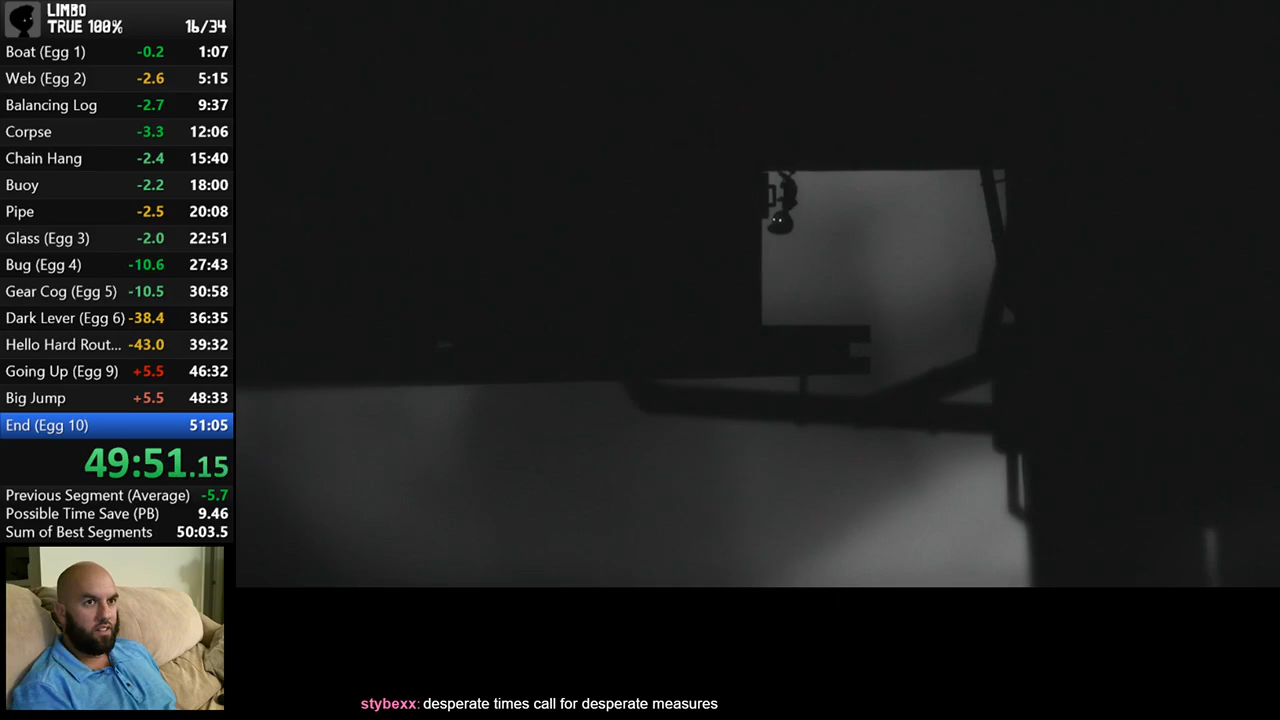 LIMBO
TRUE 100% 16/34
Boat (Egg 1) -0.2 1:07
Web (Egg 2) -2.6 5:15
Balancing Log -2.7 9:37
Corpse -3.3 12:06
Chain Hang -2.4 15:40
Buoy -2.2 18:00
Pipe -2.5 20:08
Glass (Egg 3) -2.0 22:51
Bug (Egg 4) -10.6 27:43
Gear Cog (Egg 5) -10.5 30:58
Dark Lever (Egg 6) -38.4 36:35
Hello Hard Rout... -43.0 39:32
Going Up (Egg 9) +5.5 46:32
Big Jump +5.5 48:33
End (Egg 10) 51:05
49:51.15
Previous Segment (Average) -5.7
Possible Time Save (PB) 9.46
Sum of Best Segments 50:03.5
stybexx: desperate times call for desperate measures